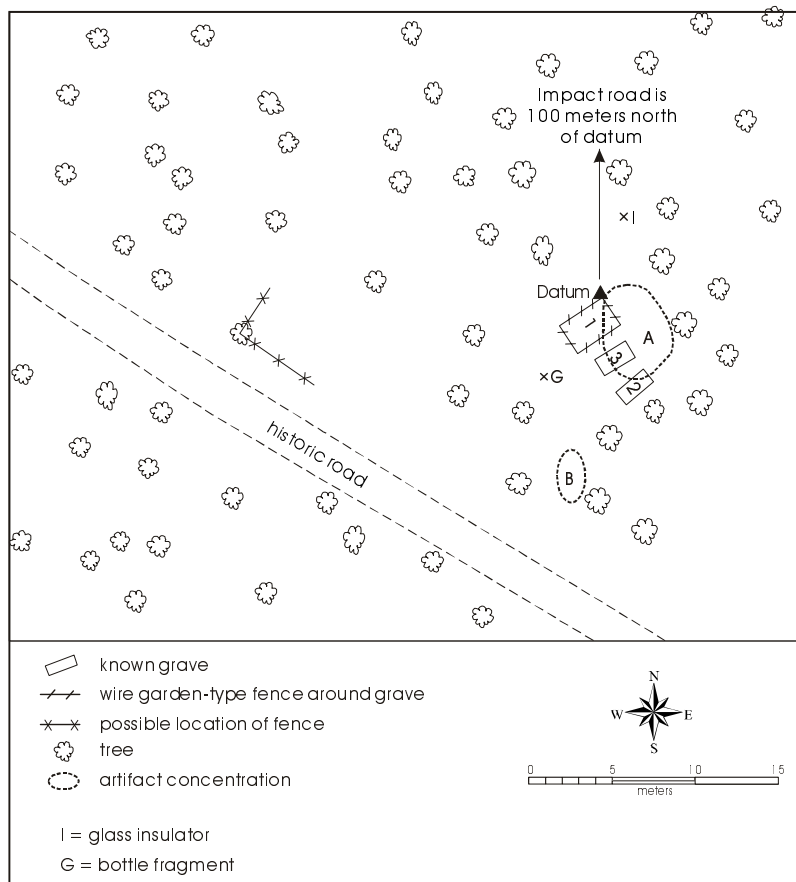 Impact road is
100 meters north
of datum
×I
Datum
1
A
3
×G
2
historic road
B
known grave
wire garden-type fence around grave
possible location of fence
tree
artifact concentration
I = glass insulator
G = bottle fragment
N
W E
S
0 5 10 15
meters